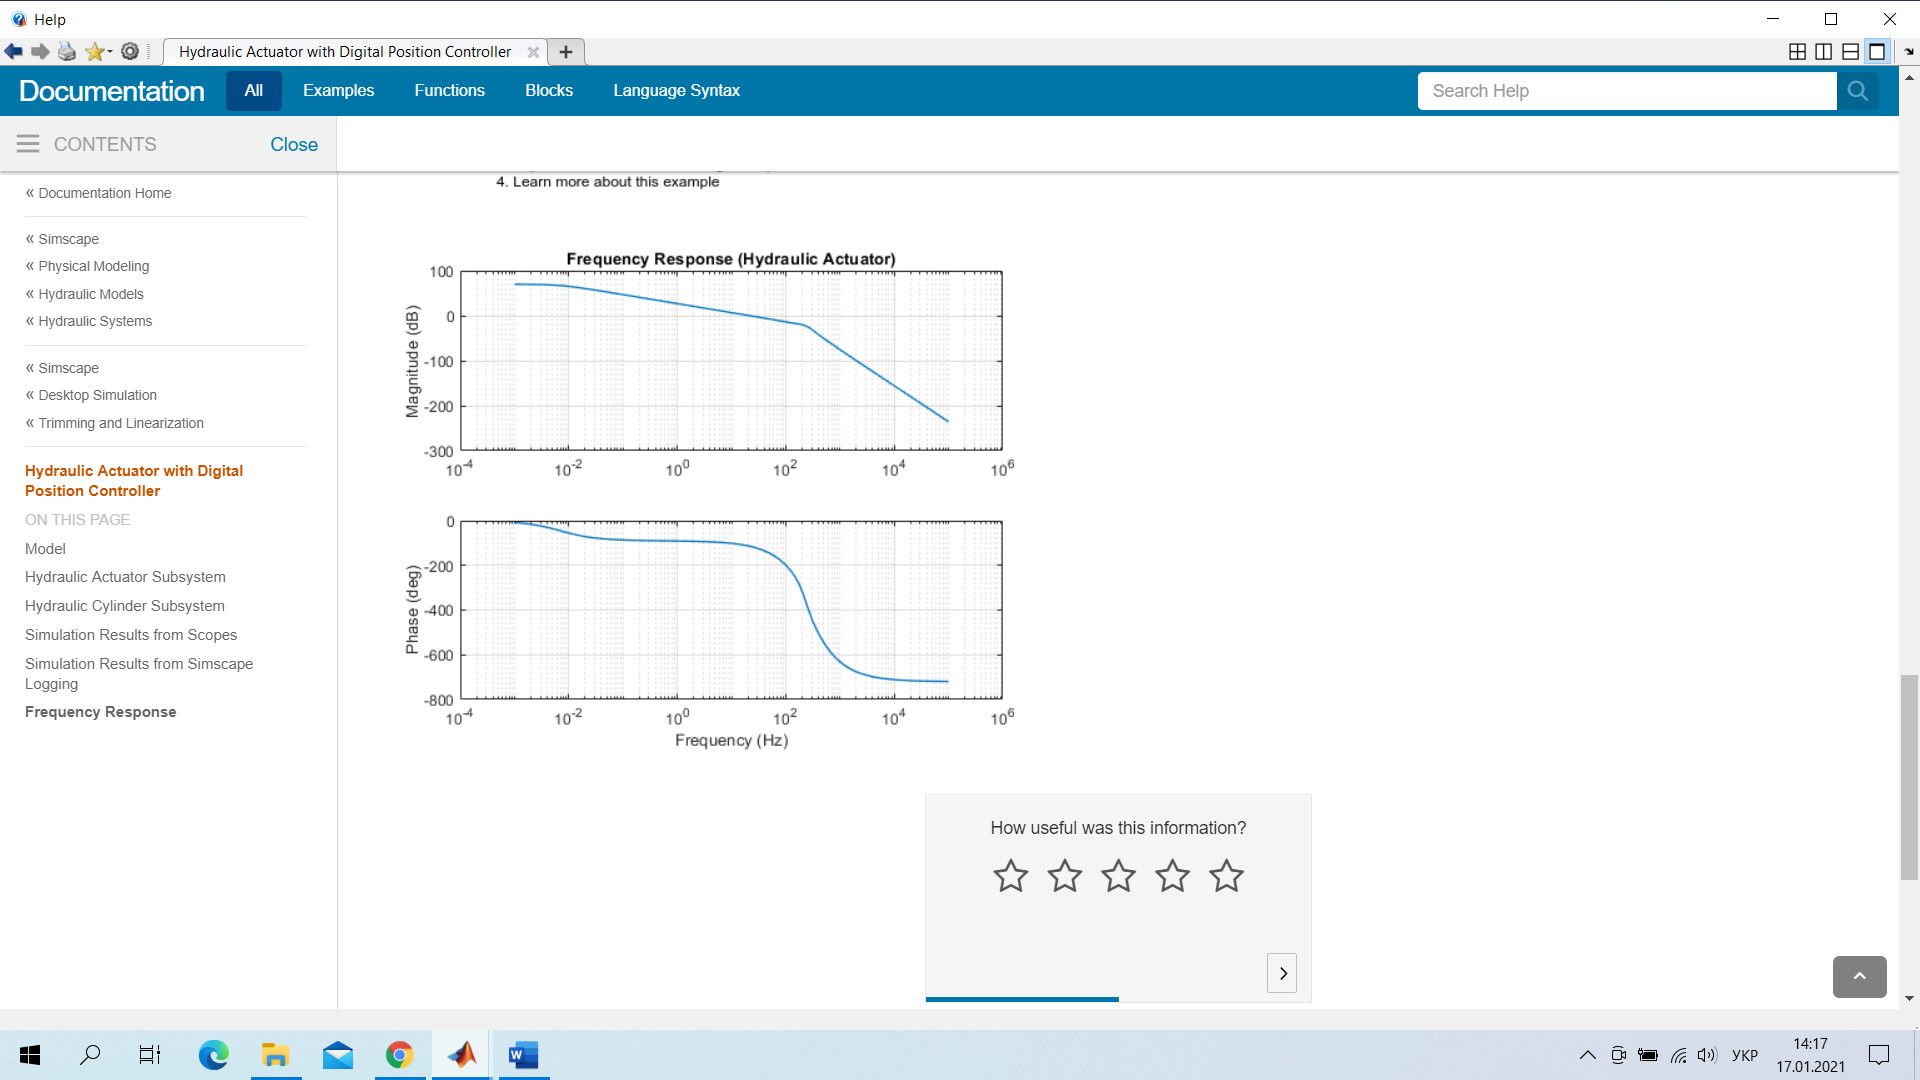 Help
Hydraulic Actuator with Digital Position Controller
Documentation All Examples Functions Blocks Language Syntax Search Help
CONTENTS Close
« Documentation Home
« Simscape
« Physical Modeling
« Hydraulic Models
« Hydraulic Systems
« Simscape
« Desktop Simulation
« Trimming and Linearization
Hydraulic Actuator with Digital
Position Controller
ON THIS PAGE
Model
Hydraulic Actuator Subsystem
Hydraulic Cylinder Subsystem
Simulation Results from Scopes
Simulation Results from Simscape
Logging
Frequency Response
4. Learn more about this example
Frequency Response (Hydraulic Actuator)
Magnitude (dB)
100
0
-100
-200
-300
10-4 10-2 100 102 104 106
Phase (deg)
0
-200
-400
-600
-800
10-4 10-2 100 102 104 106
Frequency (Hz)
How useful was this information?
УКР
14:17
17.01.2021